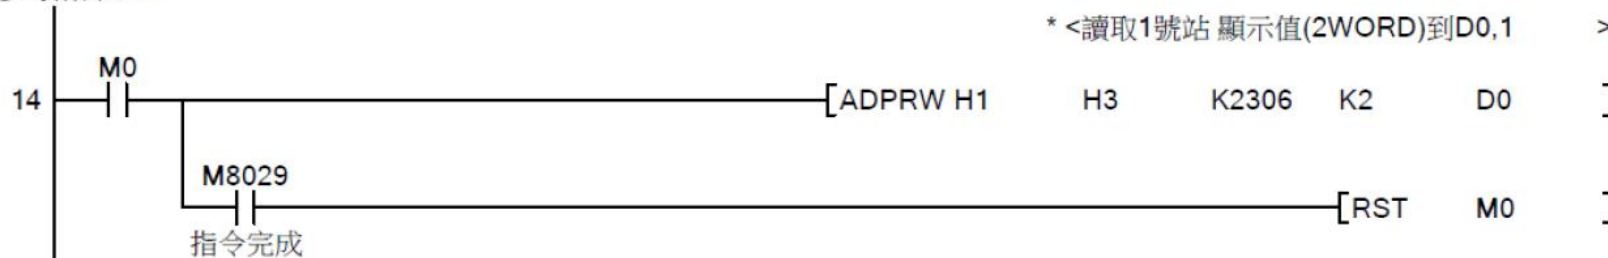 * <讀取1號站 顯示值(2WORD)到D0,1 >
M0
14 [ADPRW H1 H3 K2306 K2 D0 ]
M8029
[RST M0 ]
指令完成